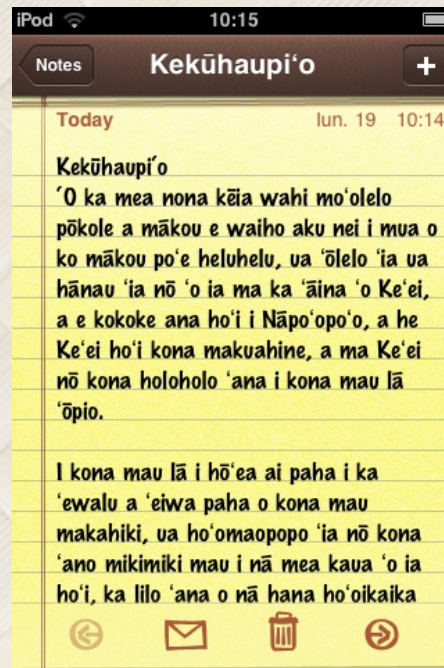 iPod 10:15
Notes Kekūhaupiʻo +
Today Iun. 19 10:14
Kekūhaupiʻo
ʻO ka mea nona kēia wahi moʻolelo
pōkole a mākou e waiho aku nei i mua o
ko mākou poʻe heluhelu, ua ʻōlelo ʻia ua
hānau ʻia nō ʻo ia ma ka ʻāina ʻo Keʻei,
a e kokoke ana hoʻi i Nāpoʻopoʻo, a he
Keʻei hoʻi kona makuahine, a ma Keʻei
nō kona holoholo ʻana i kona mau lā
ʻōpio.
I kona mau lā i hōʻea ai paha i ka
ʻewalu a ʻeiwa paha o kona mau
makahiki, ua hoʻomaopopo ʻia nō kona
ʻano mikimiki mau i nā mea kaua ʻo ia
hoʻi, ka lilo ʻana o nā hana hoʻoikaika